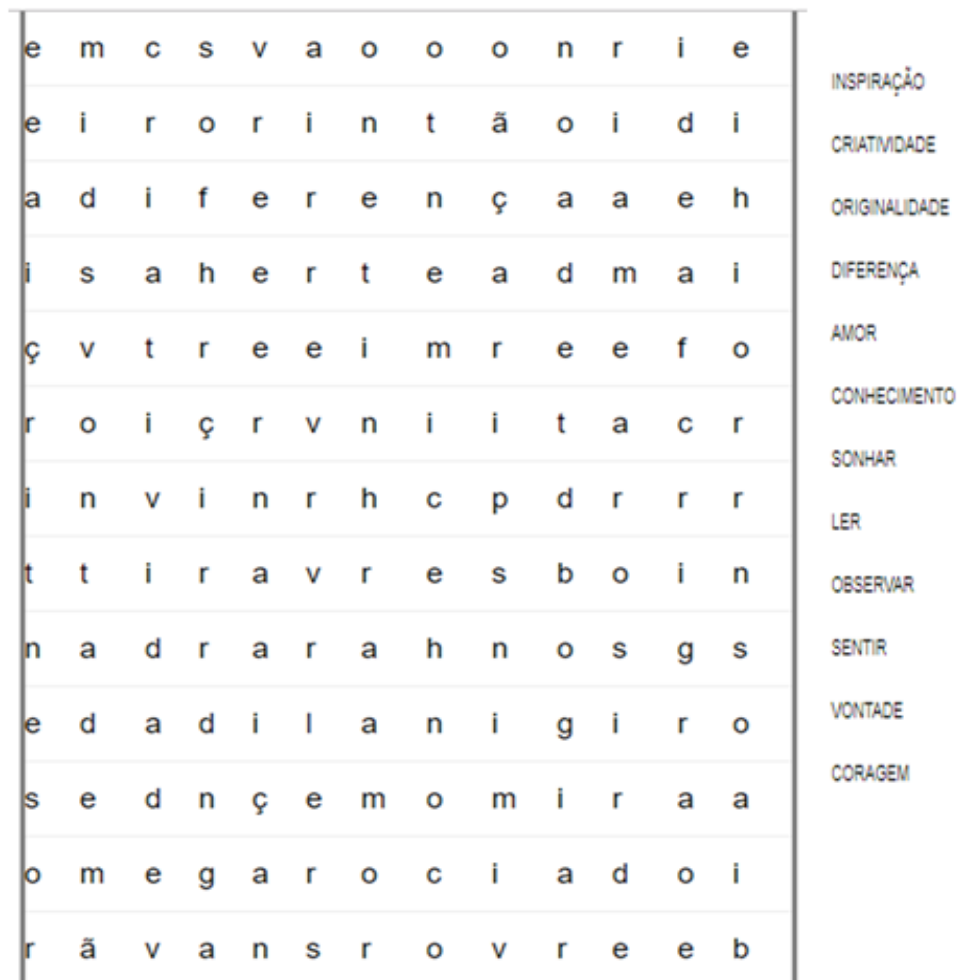 e m c s v a o o o n r i e
e i r o r i n t ã o i d i
a d i f e r e n ç a a e h
i s a h e r t e a d m a i
ç v t r e e i m r e e f o
r o i ç r v n i i t a c r
i n v i n r h c p d r r r
t t i r a v r e s b o i n
n a d r a r a h n o s g s
e d a d i l a n i g i r o
s e d n ç e m o m i r a a
o m e g a r o c i a d o i
r ã v a n s r o v r e e b
INSPIRAÇÃO
CRIATIVIDADE
ORIGINALIDADE
DIFERENÇA
AMOR
CONHECIMENTO
SONHAR
LER
OBSERVAR
SENTIR
VONTADE
CORAGEM